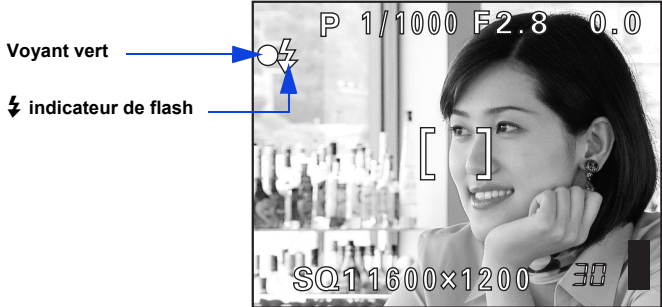 P 1/1000 F2.8 0.0
Voyant vert
indicateur de flash
SQ1 1600×1200 30